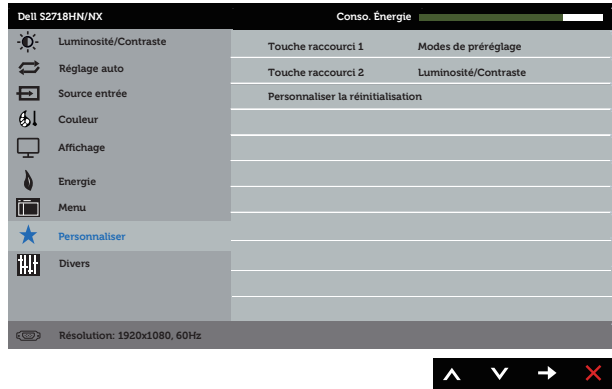 Dell S2718HN/NX
Conso. Énergie
Luminosité/Contraste
Réglage auto
Source entrée
Couleur
Affichage
Energie
Menu
Personnaliser
Divers
Touche raccourci 1 Modes de préréglage
Touche raccourci 2 Luminosité/Contraste
Personnaliser la réinitialisation
Résolution: 1920x1080, 60Hz